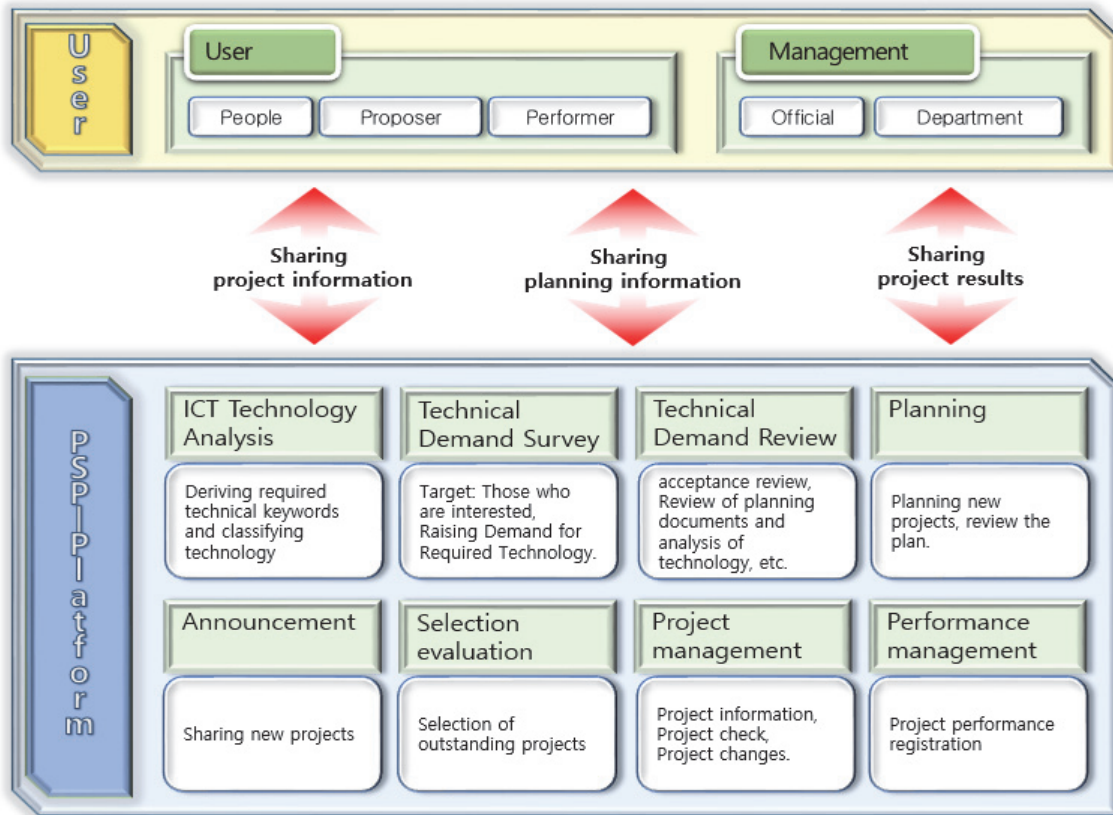 User
User
People
Proposer
Performer
Management
Official
Department
Sharing
project information
Sharing
planning information
Sharing
project results
PSPI Platform
ICT Technology
Analysis
Deriving required
technical keywords
and classifying
technology
Technical
Demand Survey
Target: Those who
are interested,
Raising Demand for
Required Technology.
Technical
Demand Review
acceptance review,
Review of planning
documents and
analysis of
technology, etc.
Planning
Planning new
projects, review the
plan.
Announcement
Sharing new projects
Selection
evaluation
Selection of
outstanding projects
Project
management
Project information,
Project check,
Project changes.
Performance
management
Project performance
registration